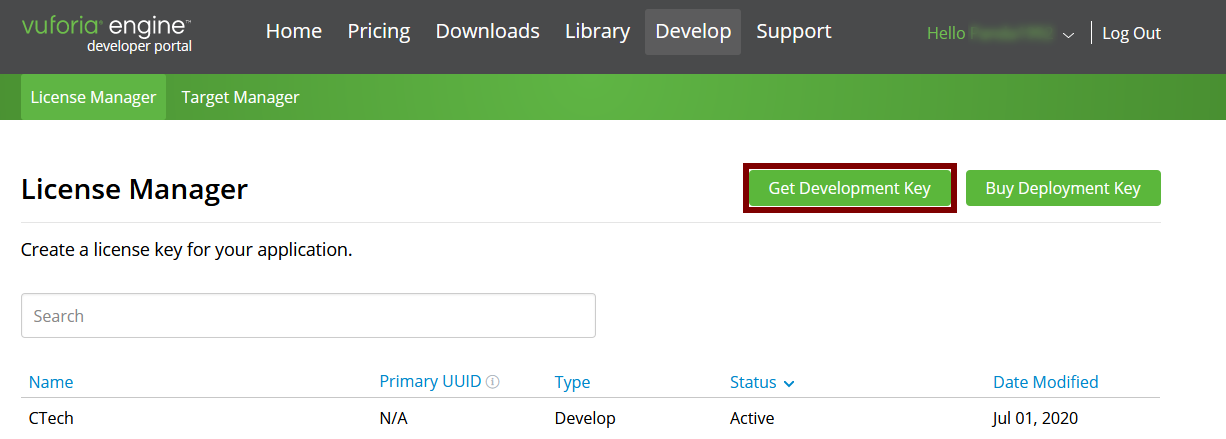 vuforia® engine™
developer portal
Home Pricing Downloads Library Develop Support Hello Log Out
License Manager Target Manager
License Manager Get Development Key Buy Deployment Key
Create a license key for your application.
Search
Name Primary UUID Type Status Date Modified
CTech N/A Develop Active Jul 01, 2020